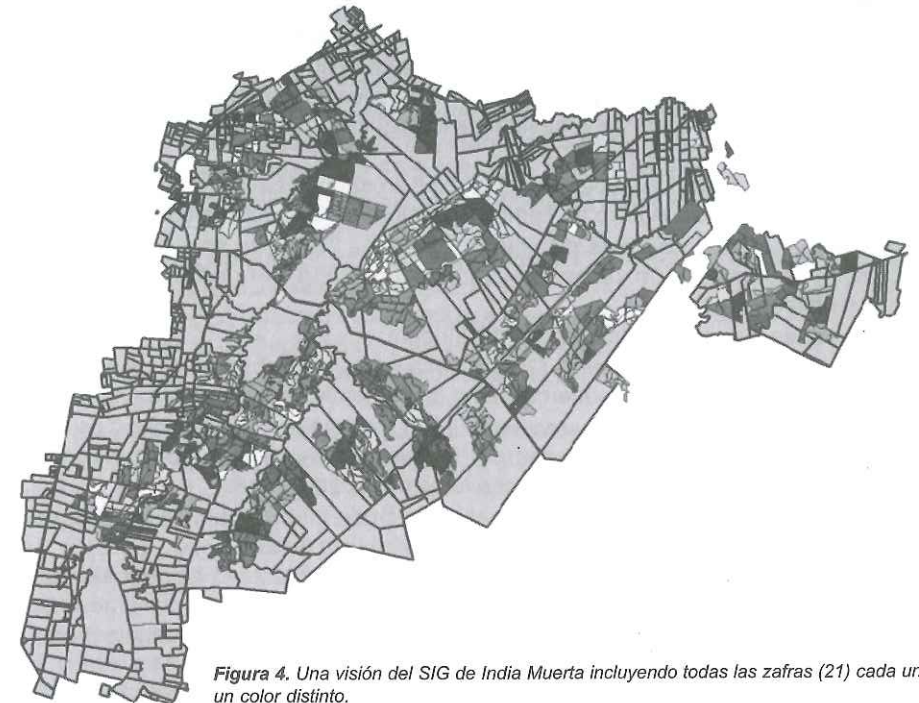 Figura 4. Una visión del SIG de India Muerta incluyendo todas las zafras (21) cada
un color distinto.